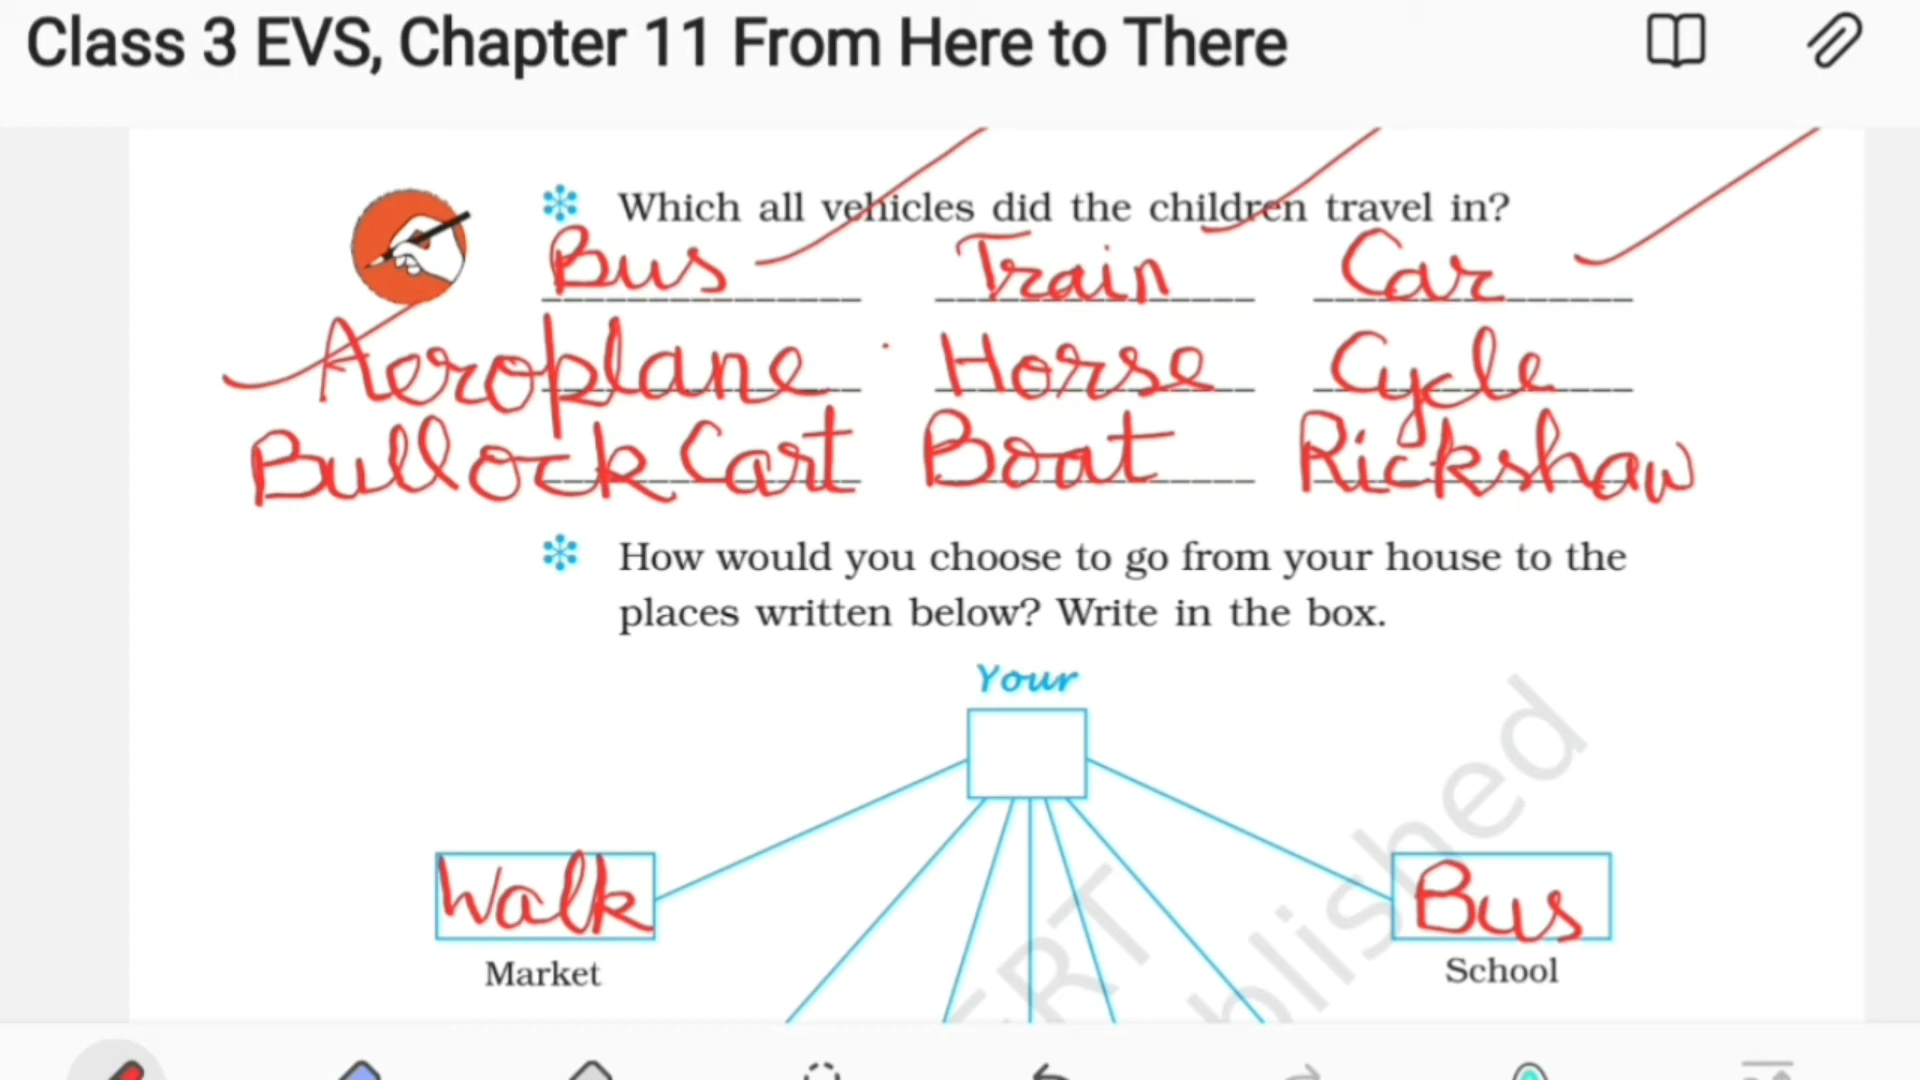 Class 3 EVS, Chapter 11 From Here to There
Which all vehicles did the children travel in?
Bus Train Car
Aeroplane Horse Cycle
Bullock Cart Boat Rickshaw
How would you choose to go from your house to the
places written below? Write in the box.
Your
Walk Bus
Market School
blished